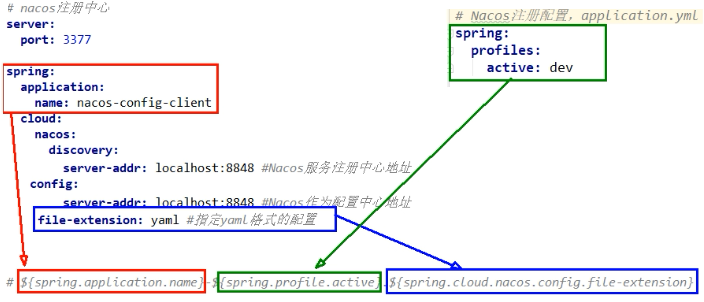 # nacos注册中心
server:
  port: 3377
spring:
  application:
    name: nacos-config-client
  cloud:
    nacos:
      discovery:
        server-addr: localhost:8848 #Nacos服务注册中心地址
      config:
        server-addr: localhost:8848 #Nacos作为配置中心地址
        file-extension: yaml #指定yaml格式的配置
# Nacos注册配置，application.yml
spring:
  profiles:
    active: dev
# ${spring.application.name}-${spring.profile.active}.${spring.cloud.nacos.config.file-extension}